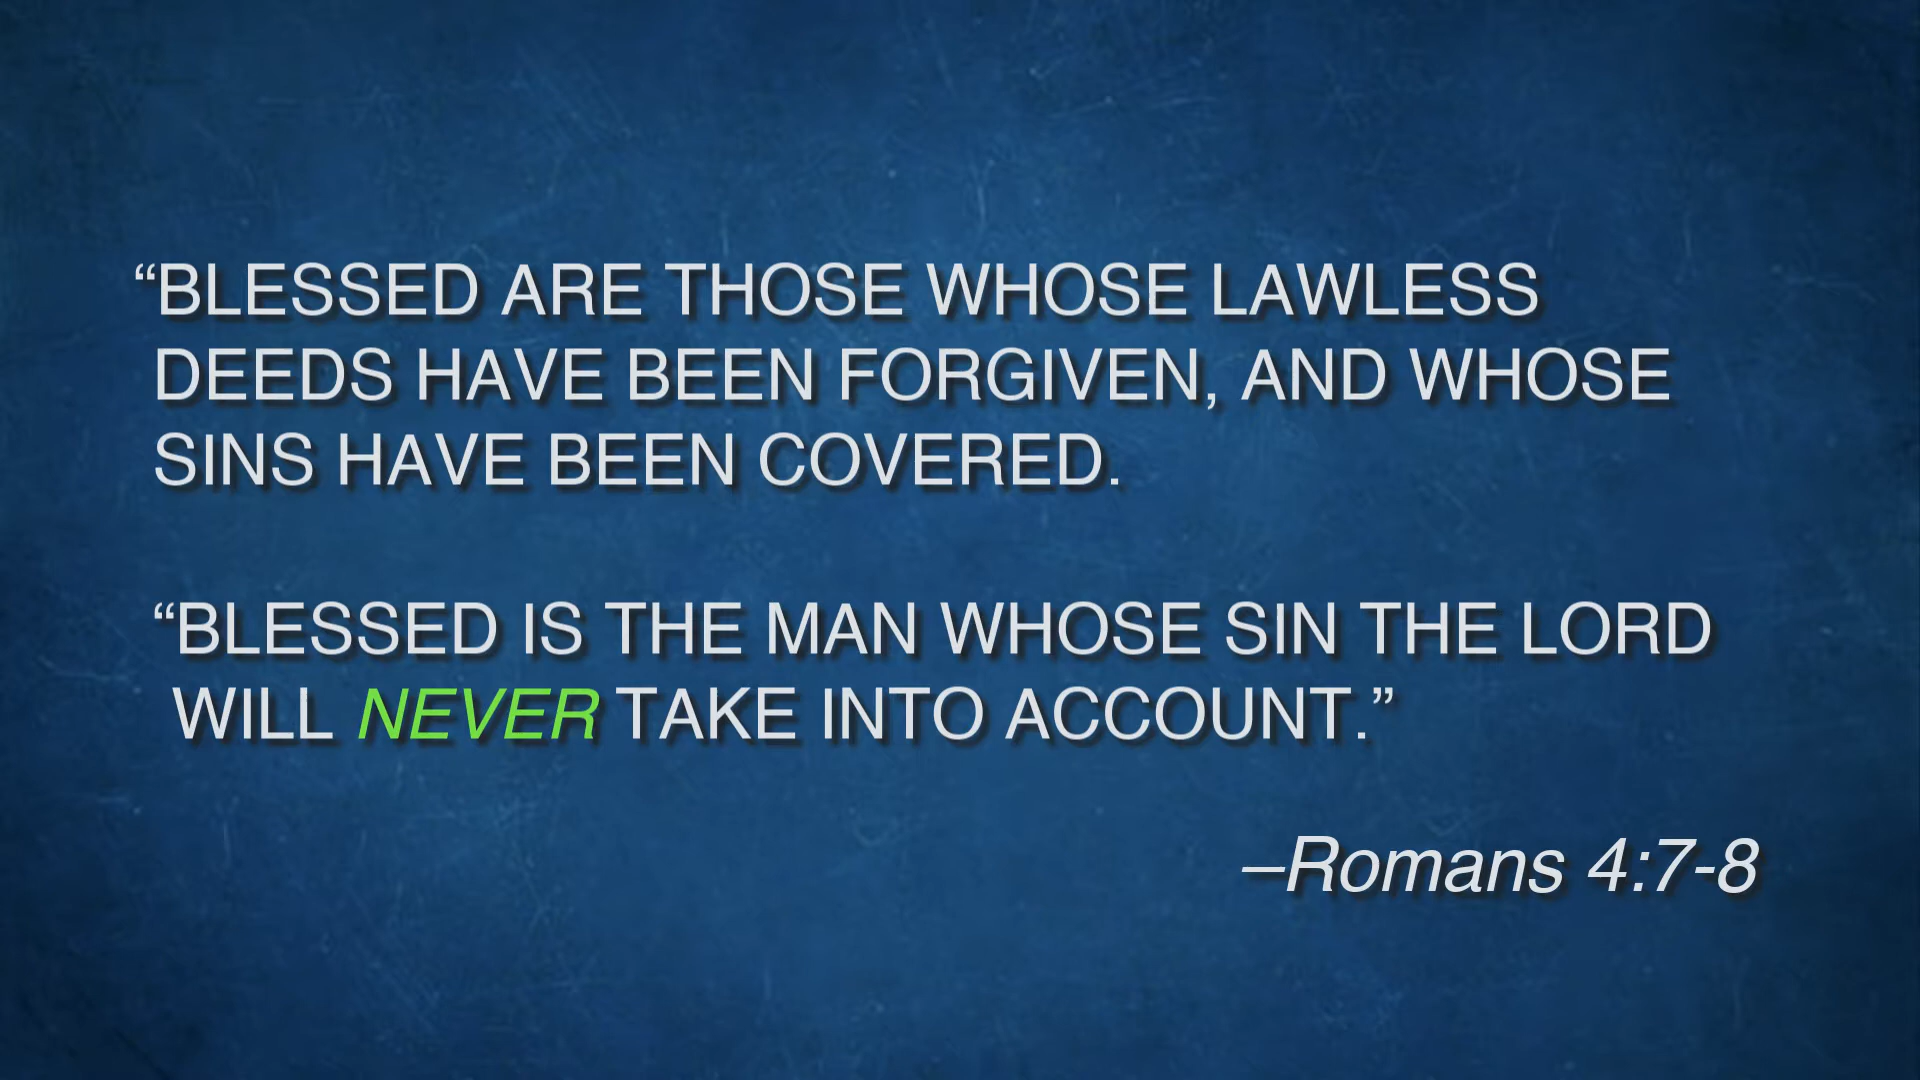 “BLESSED ARE THOSE WHOSE LAWLESS
DEEDS HAVE BEEN FORGIVEN, AND WHOSE
SINS HAVE BEEN COVERED.
“BLESSED IS THE MAN WHOSE SIN THE LORD
WILL NEVER TAKE INTO ACCOUNT.”
–Romans 4:7-8